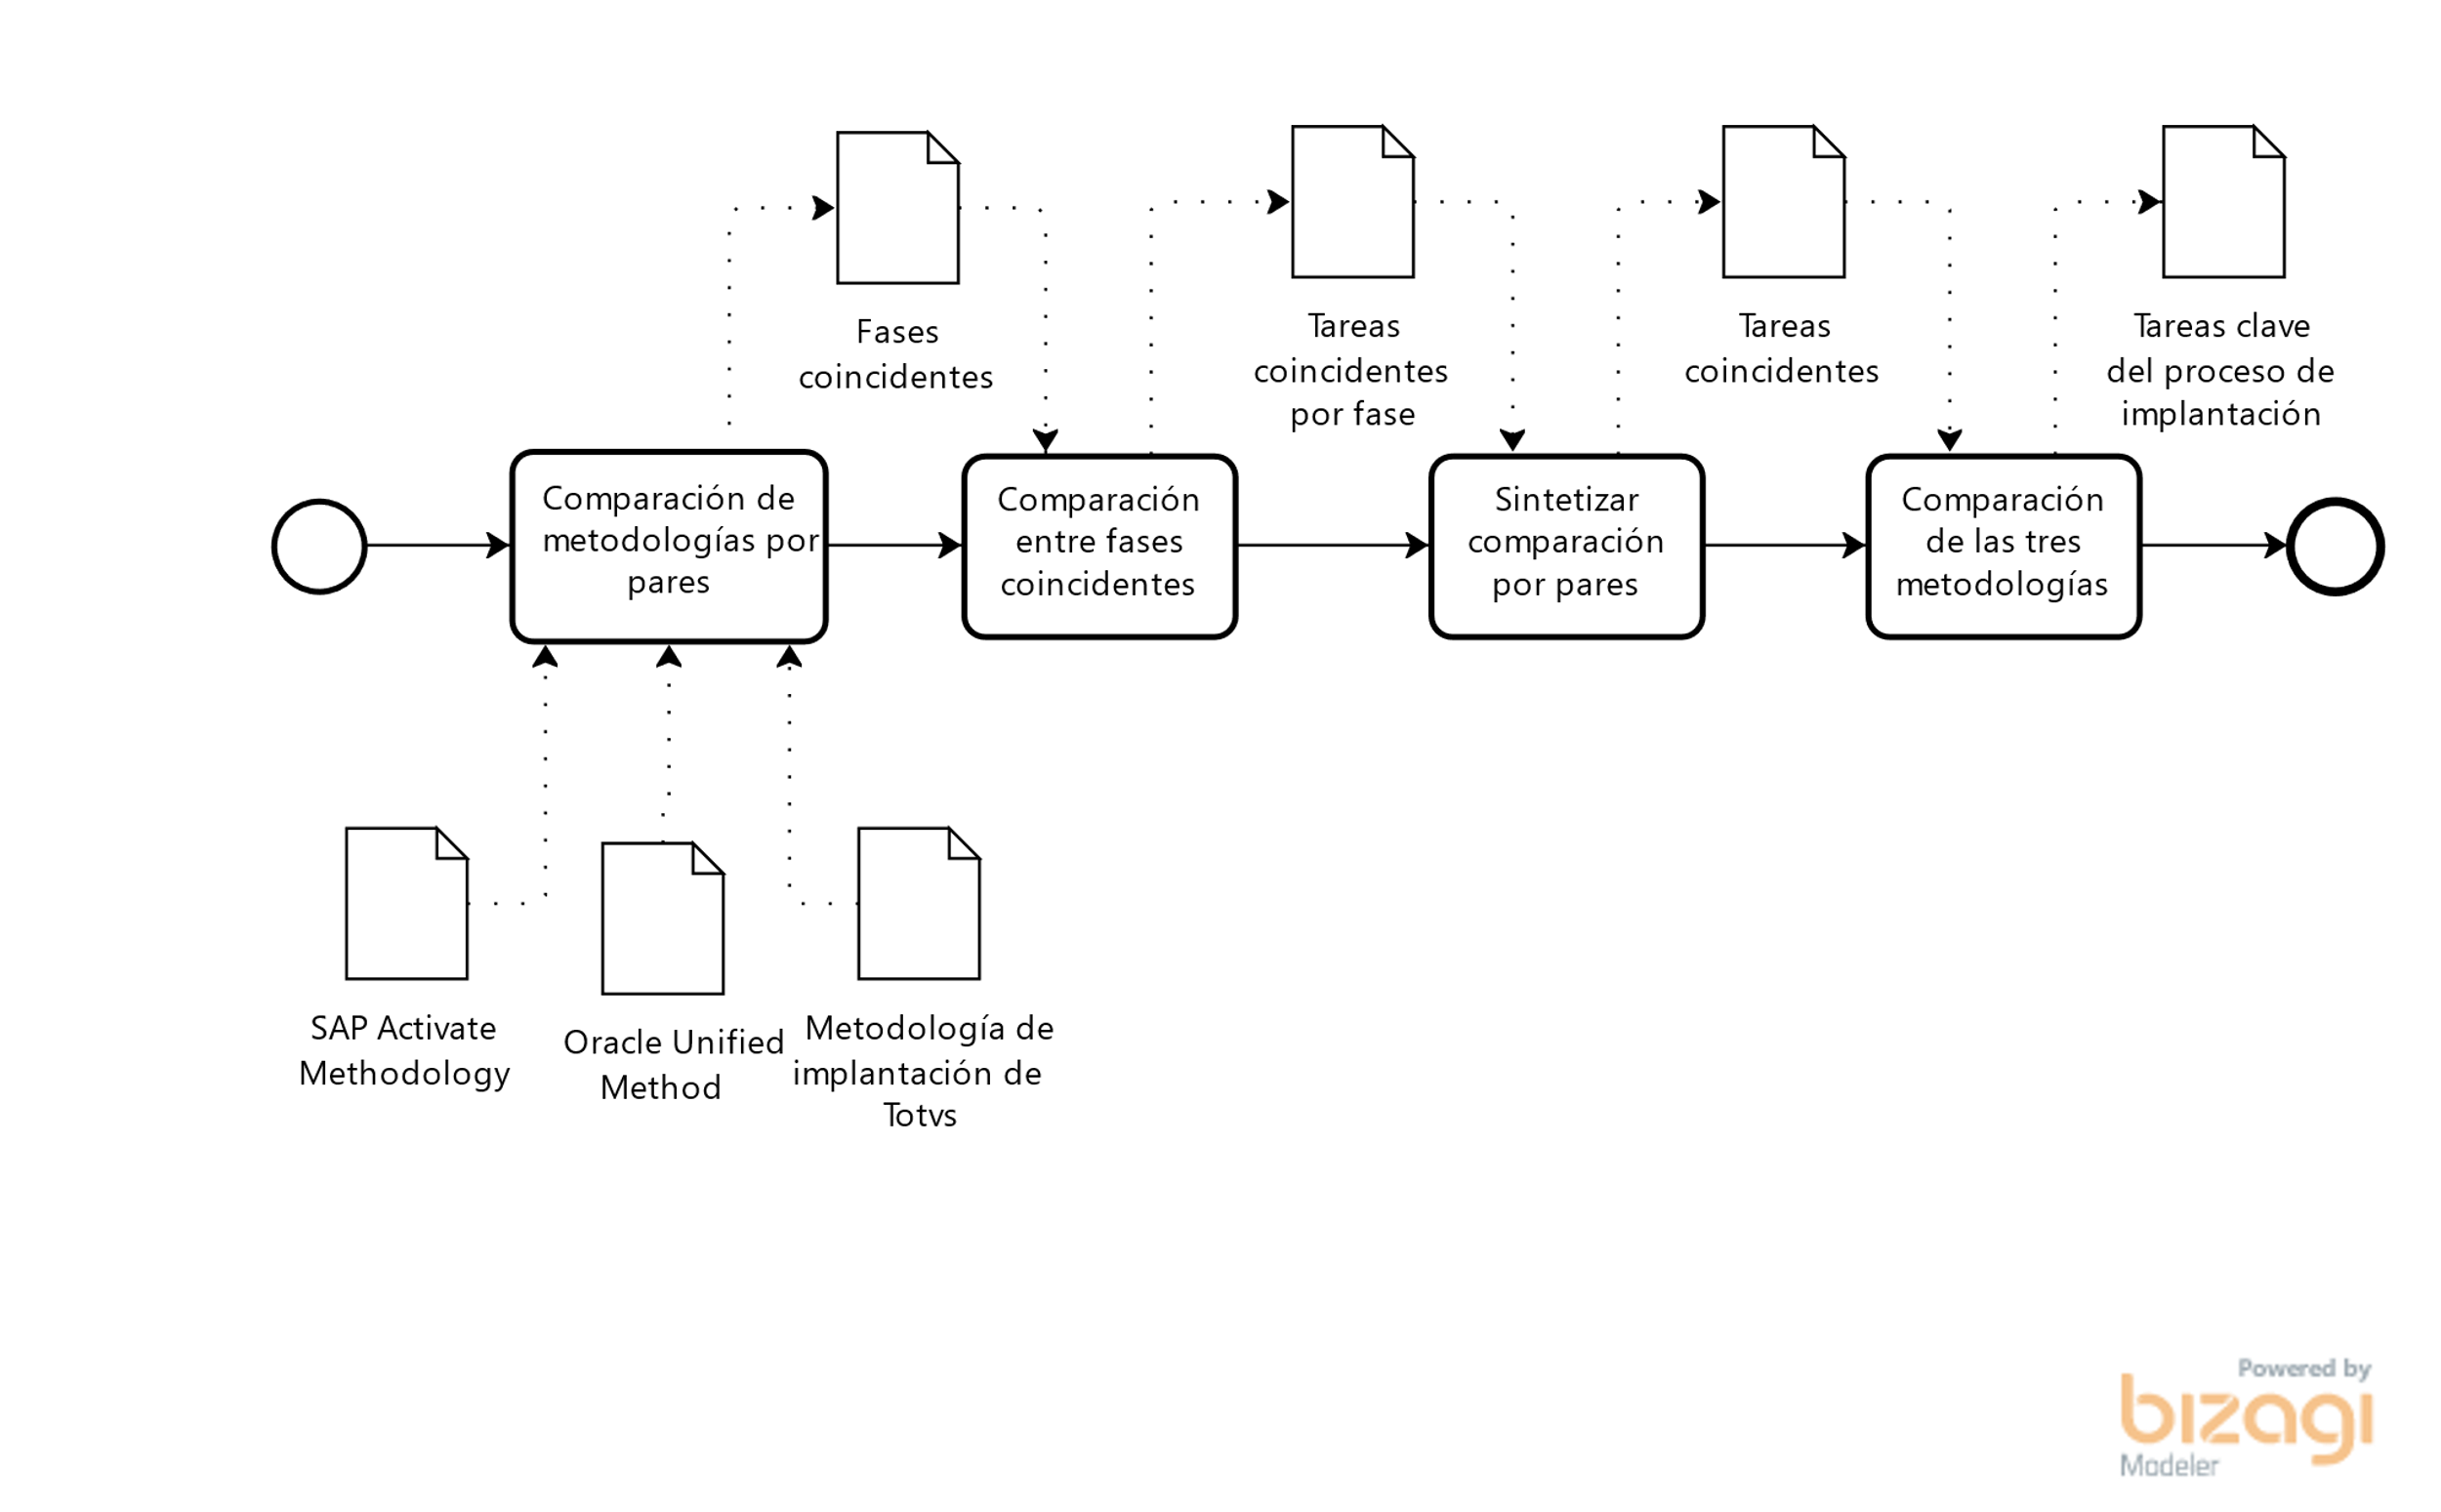 Fases
coincidentes
Tareas
coincidentes
por fase
Tareas
coincidentes
Tareas clave
del proceso de
implantación
Comparación de
metodologías por
pares
Comparación
entre fases
coincidentes
Sintetizar
comparación
por pares
Comparación
de las tres
metodologías
SAP Activate
Methodology
Oracle Unified
Method
Metodología de
implantación de
Totvs
Powered by
bizagi
Modeler